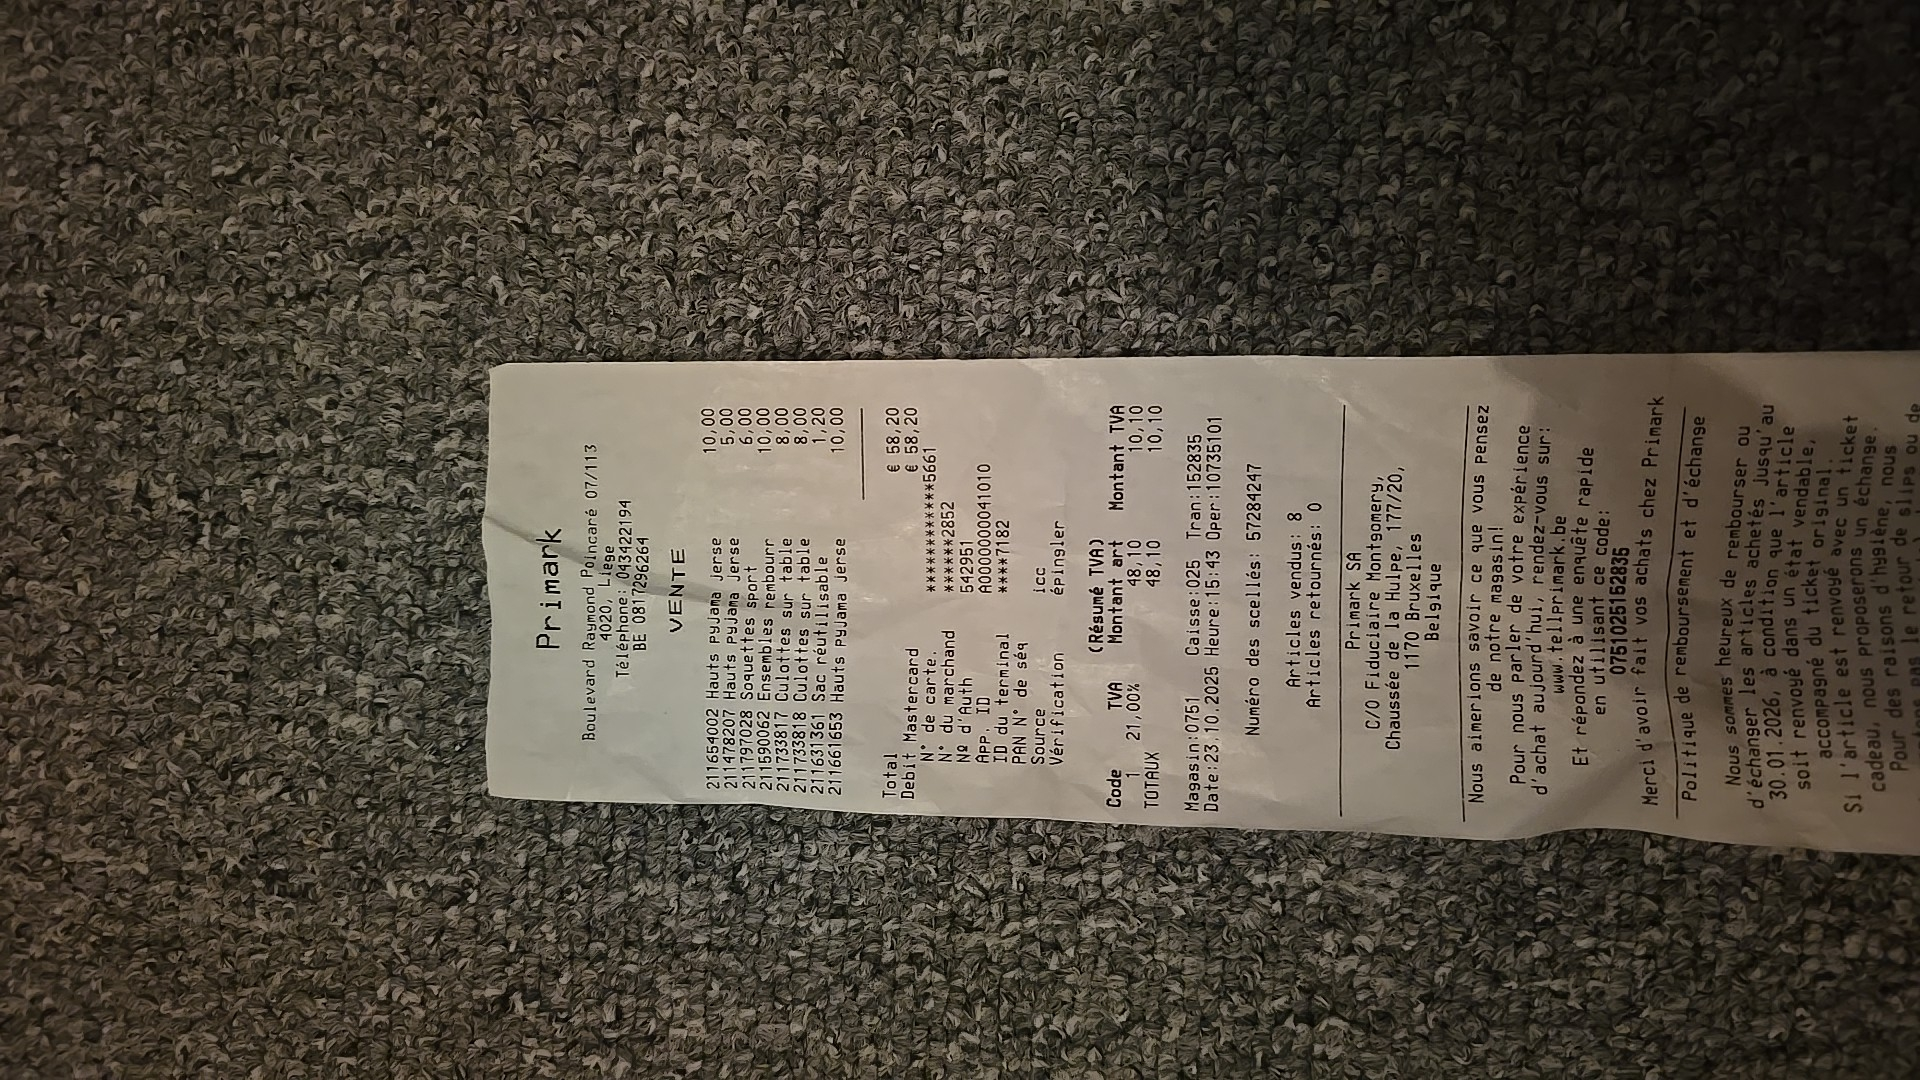 Primark
Boulevard Raymond Poincaré 07/113
4020, Liege
Téléphone: 043422194
BE 0817296264
VENTE
211654002 Hauts pyjama Jerse 10,00
211478207 Hauts pyjama Jerse 5,00
211797028 Soquettes sport 6,00
211590062 Ensembles rembourr 10,00
211733817 Culottes sur table 8,00
211733818 Culottes sur table 8,00
211631361 Sac réutilisable 1,20
211661553 Hauts pyjama Jerse 10,00
Total € 58,20
Debit Mastercard € 58,20
N° de carte. ************5661
N° du marchand ******2852
Nº d'Auth 542951
App. ID A0000000041010
ID du terminal ****7182
PAN N° de séq
Source icc
Vérification épingler
(Résumé TVA)
Code TVA Montant art Montant TVA
1 21,00% 48,10 10,10
TOTAUX 48,10 10,10
Magasin:0751 Caisse:025 Tran:152835
Date:23.10.2025 Heure:15:43 Oper:10735101
Numéro des scellés: 57284247
Articles vendus: 8
Articles retournés: 0
Primark SA
C/O Fiduciaire Montgomery,
Chaussée de la Hulpe, 177/20,
1170 Bruxelles
Belgique
Nous aimerions savoir ce que vous pensez
de notre magasin!
Pour nous parler de votre expérience
d'achat aujourd'hui, rendez-vous sur:
www.tellprimark.be
Et répondez à une enquête rapide
en utilisant ce code:
0751025152835
Merci d'avoir fait vos achats chez Primark
Politique de remboursement et d'échange
Nous sommes heureux de rembourser ou
d'échanger les articles achetés jusqu'au
30.01.2026, à condition que l'article
soit renvoyé dans un état vendable,
accompagné du ticket original.
Si l'article est renvoyé avec un ticket
cadeau, nous proposerons un échange.
Pour des raisons d'hygiène, nous
pas le retour de slips ou de